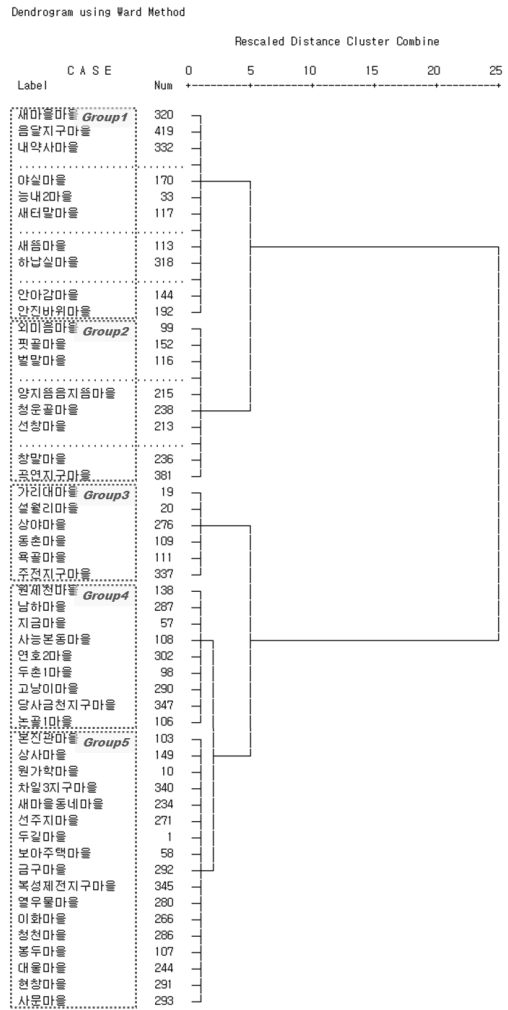 Dendrogram using Ward Method
Rescaled Distance Cluster Combine
C A S E 0 5 10 15 20 25
Label Num
새마을마을 Group1 320
음달지구마을 419
내약사마을 332
야실마을 170
능내2마을 33
새터말마을 117
새뜸마을 113
하납실마을 318
안아감마을 144
안진바위마을 192
외미음마을 Group2 99
핏골마을 152
벌말마을 116
양지뜸음지뜸마을 215
청운골마을 238
선창마을 213
창말마을 236
곡연지구마을 381
가리대마을 Group3 19
설월리마을 20
상야마을 276
동촌마을 109
욕골마을 111
주전지구마을 337
원세천마을 Group4 138
남하마을 287
지금마을 57
사능본동마을 108
연호2마을 302
두촌1마을 98
고냥이마을 290
당사금천지구마을 347
논골1마을 106
본진관마을 Group5 103
상사마을 149
원가학마을 10
차일3지구마을 340
새마을동네마을 234
선주지마을 271
두길마을 1
보아주택마을 58
금구마을 292
복성제전지구마을 345
열우물마을 280
이화마을 266
청천마을 286
봉두마을 107
대울마을 244
현창마을 291
사문마을 293